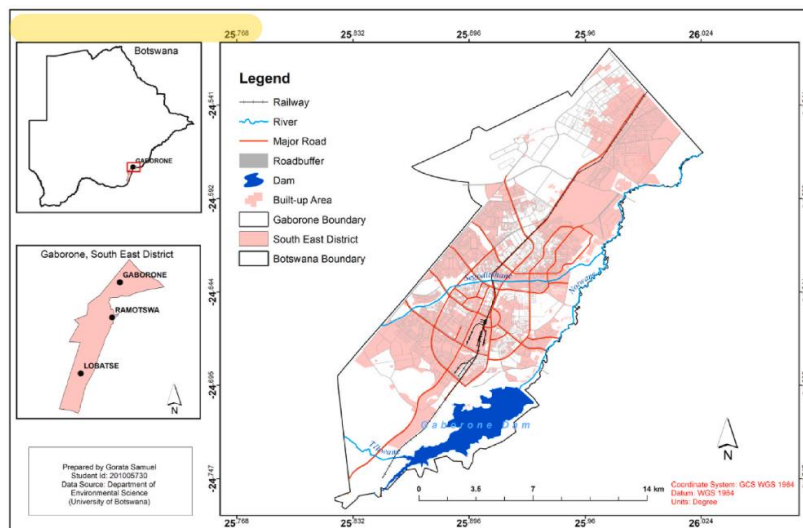 25.768
25.832
25.896
25.96
26.024
Botswana
GABORONE
Gaborone, South East District
GABORONE
RAMOTSWA
LOBATSE
N
Prepared by Gorata Samuel
Student Id: 201005730
Data Source: Department of
Environmental Science
(University of Botswana)
-24.541
-24.592
-24.644
-24.695
-24.747
Legend
Railway
River
Major Road
Roadbuffer
Dam
Built-up Area
Gaborone Boundary
South East District
Botswana Boundary
Segoditshane
Notwane
Gaborone Dam
N
0 3.5 7 14 km
Coordinate System: GCS WGS 1984
Datum: WGS 1984
Units: Degree
25.768
25.832
25.896
25.96
26.024